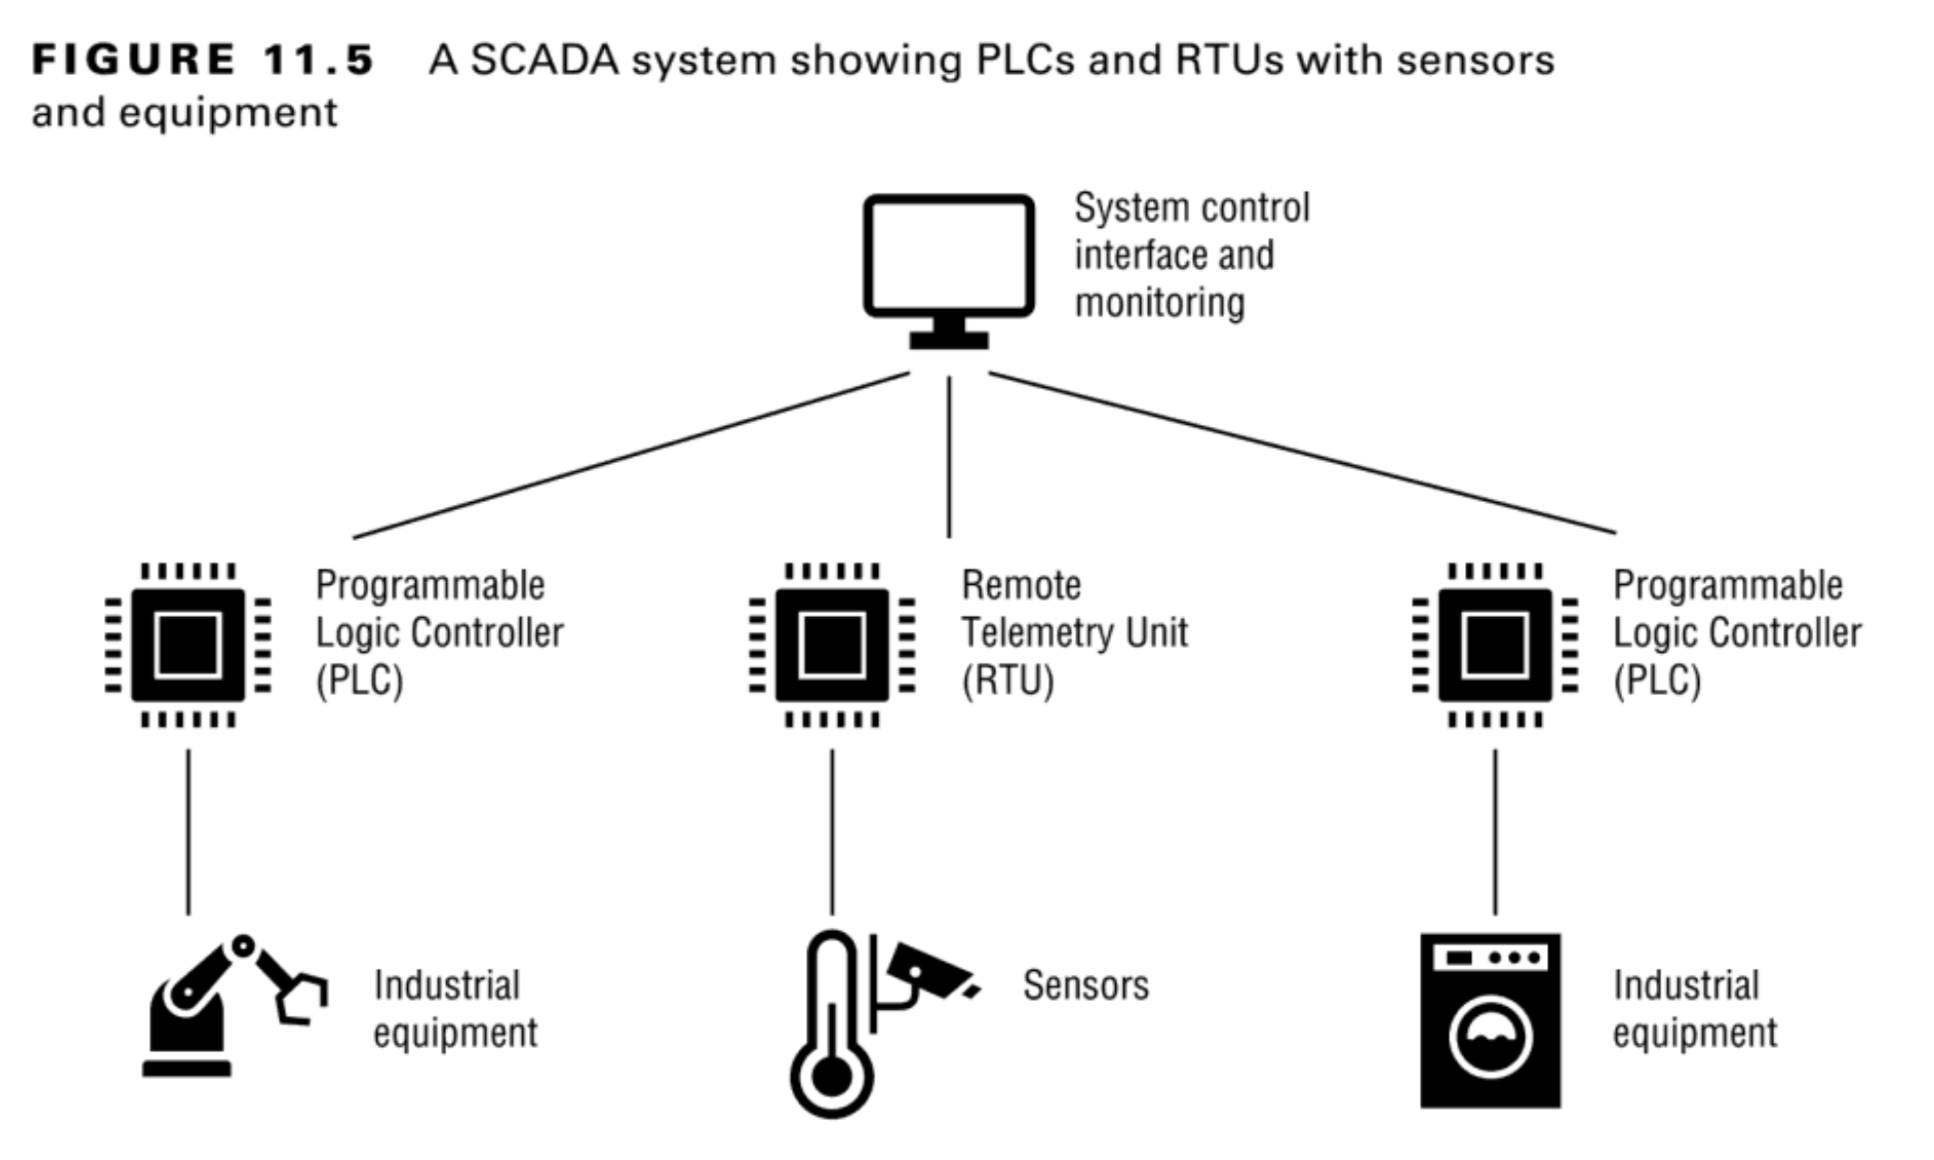 FIGURE 11.5 A SCADA system showing PLCs and RTUs with sensors
and equipment
System control
interface and
monitoring
Programmable
Logic Controller
(PLC)
Remote
Telemetry Unit
(RTU)
Programmable
Logic Controller
(PLC)
Industrial
equipment
Sensors
Industrial
equipment